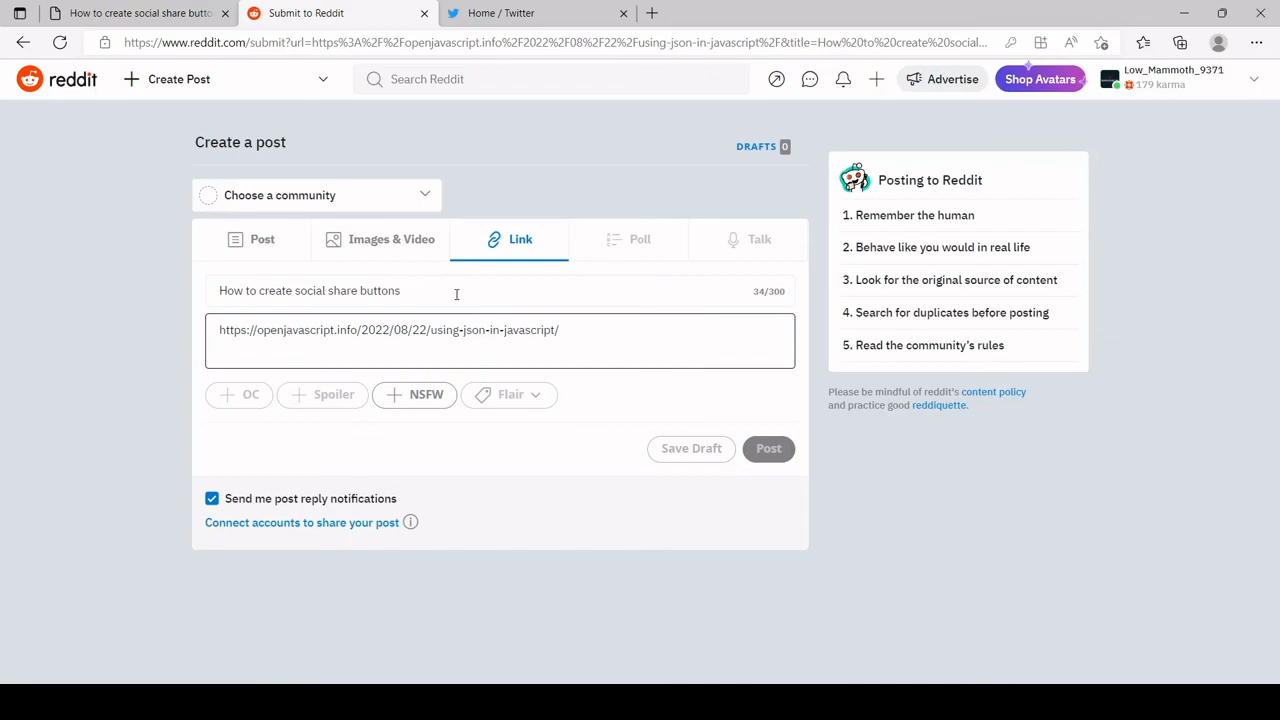 How to create social share butto
Submit to Reddit
Home / Twitter
https://www.reddit.com/submit?url=https%3A%2F%2Fopenjavascript.info%2F2022%2F08%2F22%2Fusing-json-in-javascript%2F&title=How%20to%20create%20social...
reddit
Create Post
Search Reddit
Advertise
Shop Avatars
Low_Mammoth_9371
179 karma
Create a post
DRAFTS 0
Choose a community
Post
Images & Video
Link
Poll
Talk
How to create social share buttons
34/300
https://openjavascript.info/2022/08/22/using-json-in-javascript/
OC
Spoiler
NSFW
Flair
Save Draft
Post
Send me post reply notifications
Connect accounts to share your post
Posting to Reddit
1. Remember the human
2. Behave like you would in real life
3. Look for the original source of content
4. Search for duplicates before posting
5. Read the community's rules
Please be mindful of reddit's content policy
and practice good reddiquette.